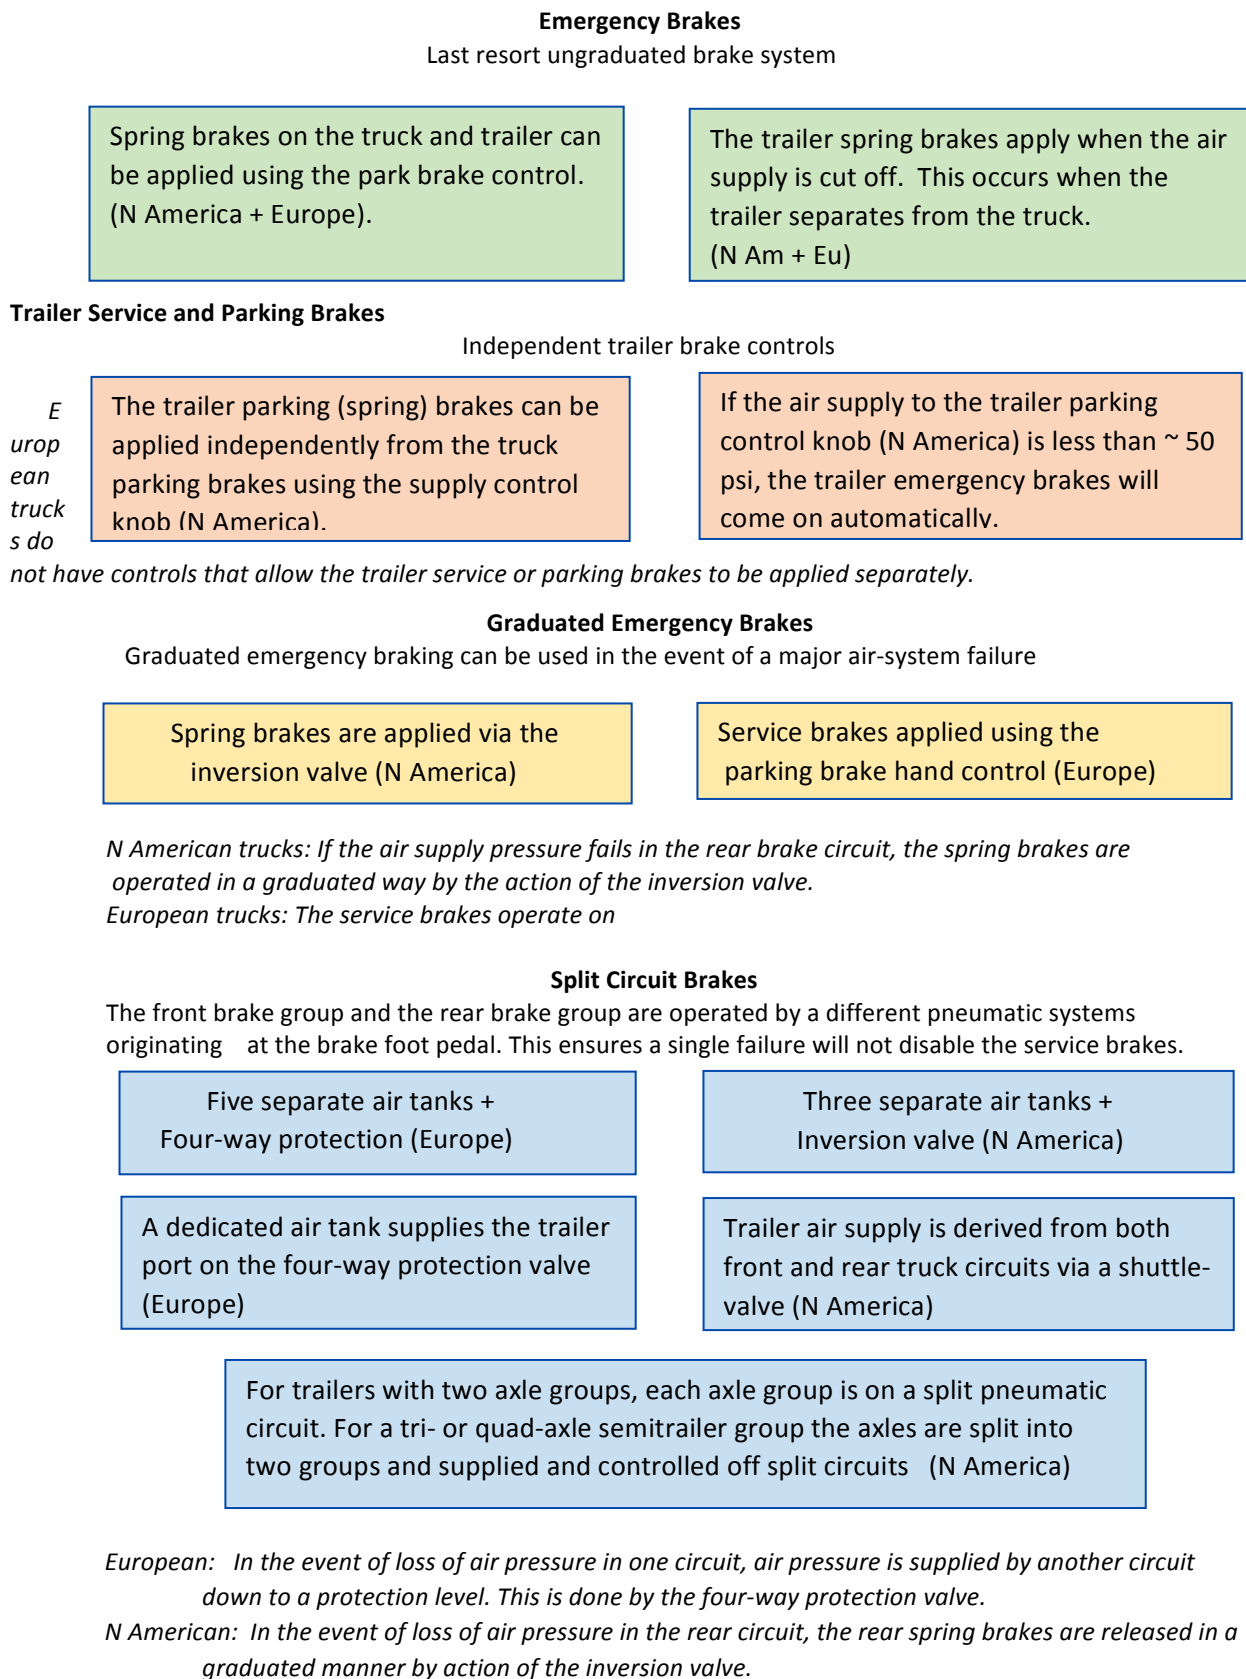 Emergency Brakes
Last resort ungraduated brake system
Spring brakes on the truck and trailer can
be applied using the park brake control.
(N America + Europe).
The trailer spring brakes apply when the air
supply is cut off.  This occurs when the
trailer separates from the truck.
(N Am + Eu)
Trailer Service and Parking Brakes
Independent trailer brake controls
E
urop
ean
truck
s do
The trailer parking (spring) brakes can be
applied independently from the truck
parking brakes using the supply control
knob (N America).
If the air supply to the trailer parking
control knob (N America) is less than ~ 50
psi, the trailer emergency brakes will
come on automatically.
not have controls that allow the trailer service or parking brakes to be applied separately.
Graduated Emergency Brakes
Graduated emergency braking can be used in the event of a major air-system failure
Spring brakes are applied via the
inversion valve (N America)
Service brakes applied using the
parking brake hand control (Europe)
N American trucks: If the air supply pressure fails in the rear brake circuit, the spring brakes are
operated in a graduated way by the action of the inversion valve.
European trucks: The service brakes operate on
Split Circuit Brakes
The front brake group and the rear brake group are operated by a different pneumatic systems
originating    at the brake foot pedal. This ensures a single failure will not disable the service brakes.
Five separate air tanks +
Four-way protection (Europe)
Three separate air tanks +
Inversion valve (N America)
A dedicated air tank supplies the trailer
port on the four-way protection valve
(Europe)
Trailer air supply is derived from both
front and rear truck circuits via a shuttle-
valve (N America)
For trailers with two axle groups, each axle group is on a split pneumatic
circuit. For a tri- or quad-axle semitrailer group the axles are split into
two groups and supplied and controlled off split circuits   (N America)
European:   In the event of loss of air pressure in one circuit, air pressure is supplied by another circuit
down to a protection level. This is done by the four-way protection valve.
N American:  In the event of loss of air pressure in the rear circuit, the rear spring brakes are released in a
graduated manner by action of the inversion valve.